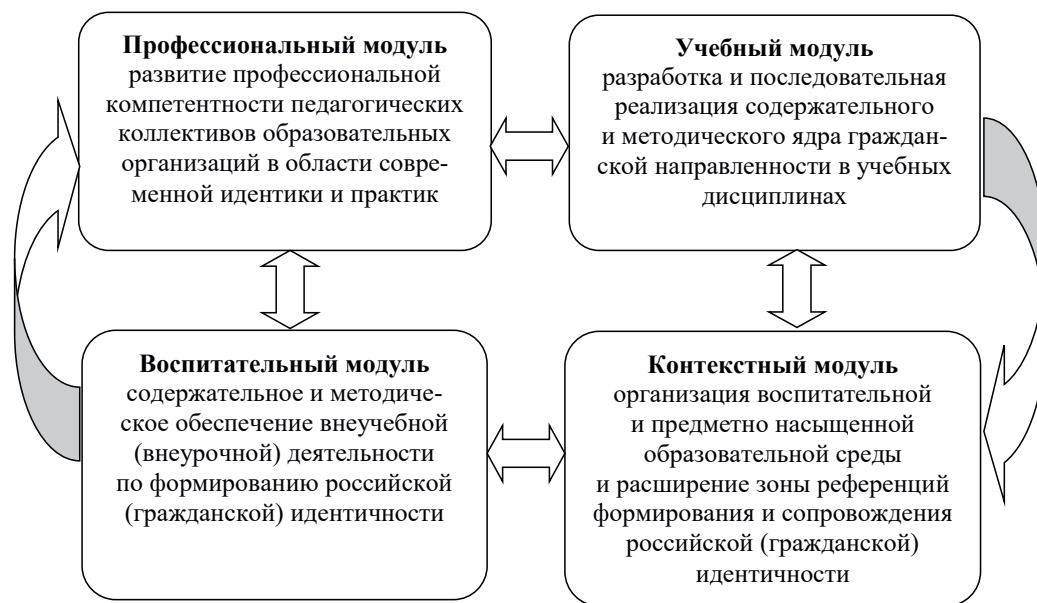 Профессиональный модуль
развитие профессиональной
компетентности педагогических
коллективов образовательных
организаций в области совре-
менной идентики и практик
Учебный модуль
разработка и последовательная
реализация содержательного
и методического ядра граждан-
ской направленности в учебных
дисциплинах
Воспитательный модуль
содержательное и методиче-
ское обеспечение внеучебной
(внеурочной) деятельности
по формированию российской
(гражданской) идентичности
Контекстный модуль
организация воспитательной
и предметно насыщенной
образовательной среды
и расширение зоны референций
формирования и сопровождения
российской (гражданской)
идентичности